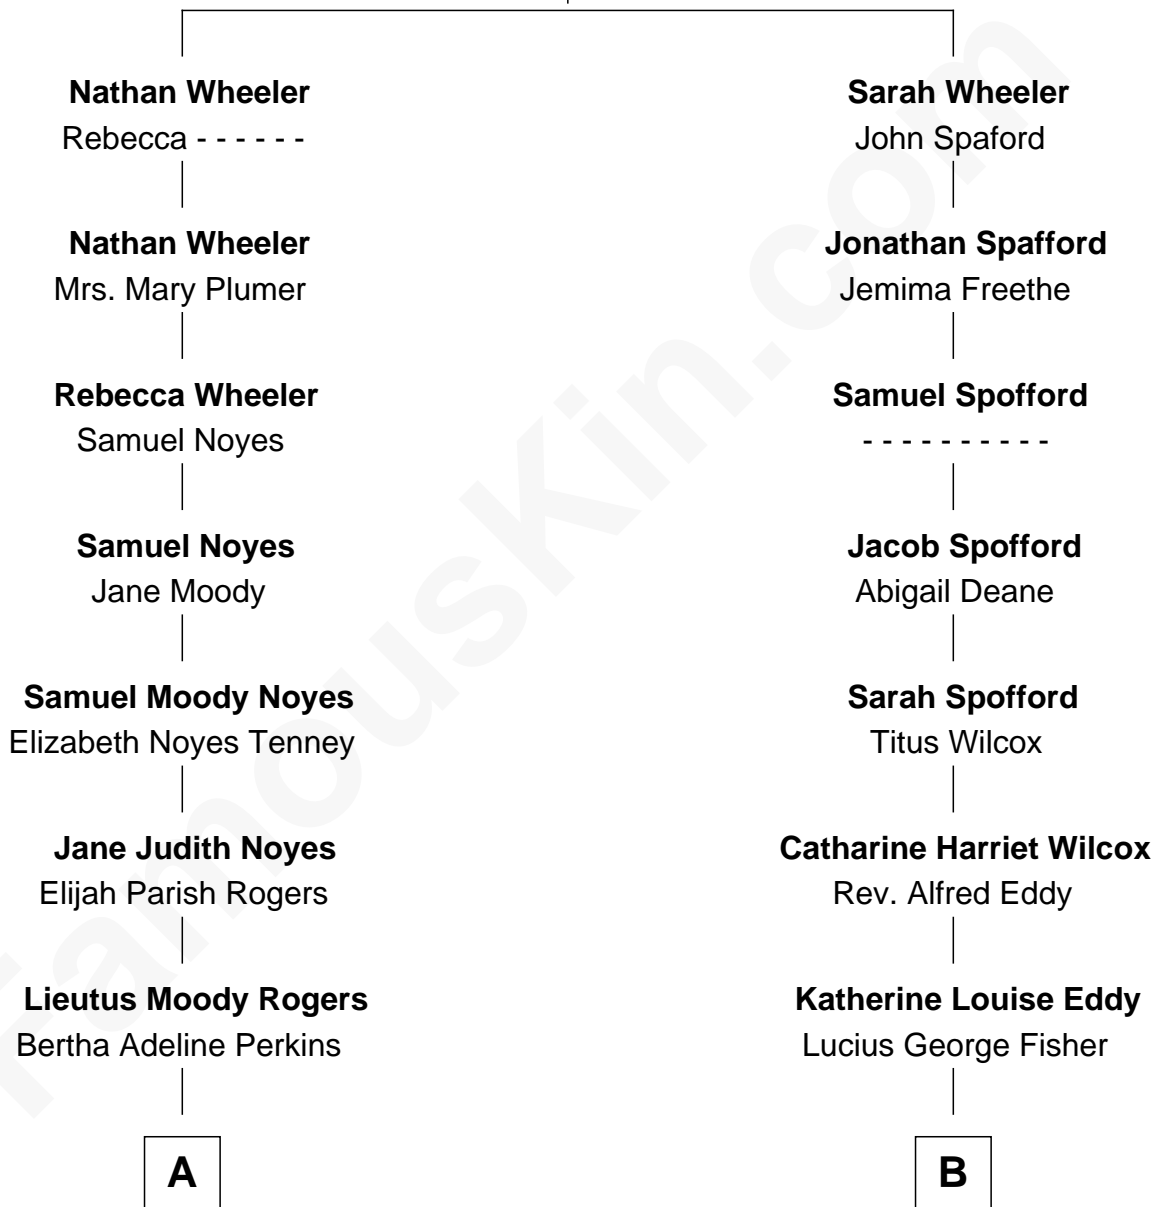 Nathan Wheeler
Rebecca - - - - - -
Nathan Wheeler
Mrs. Mary Plumer
Rebecca Wheeler
Samuel Noyes
Samuel Noyes
Jane Moody
Samuel Moody Noyes
Elizabeth Noyes Tenney
Jane Judith Noyes
Elijah Parish Rogers
Lieutus Moody Rogers
Bertha Adeline Perkins
A
Sarah Wheeler
John Spaford
Jonathan Spafford
Jemima Freethe
Samuel Spofford
- - - - - - - - - -
Jacob Spofford
Abigail Deane
Sarah Spofford
Titus Wilcox
Catharine Harriet Wilcox
Rev. Alfred Eddy
Katherine Louise Eddy
Lucius George Fisher
B
FamousKin.com